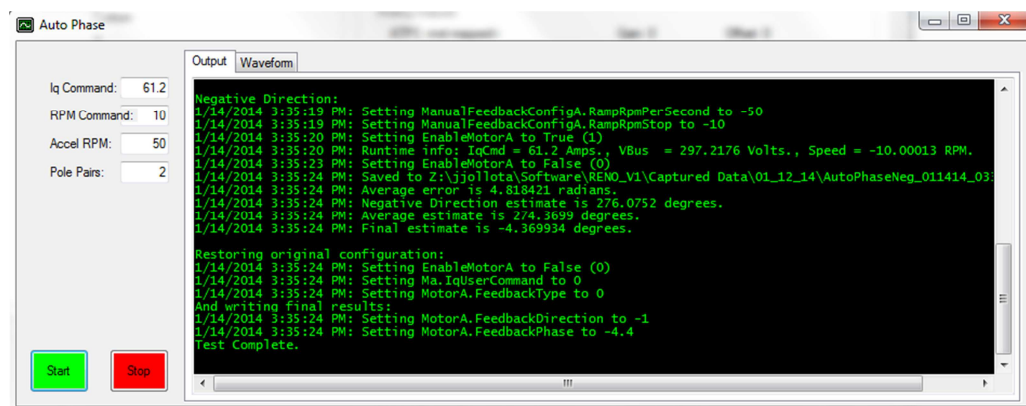 Auto Phase
Iq Command: 61.2
RPM Command: 10
Accel RPM: 50
Pole Pairs: 2
Start
Stop
Output
Waveform
Negative Direction:
1/14/2014 3:35:19 PM: Setting ManualFeedbackConfigA.RampRpmPerSecond to -50
1/14/2014 3:35:19 PM: Setting ManualFeedbackConfigA.RampRpmStop to -10
1/14/2014 3:35:20 PM: Setting EnableMotorA to True (1)
1/14/2014 3:35:20 PM: Runtime info: IqCmd = 61.2 Amps., VBus = 297.2176 Volts., Speed = -10.00013 RPM.
1/14/2014 3:35:23 PM: Setting EnableMotorA to False (0)
1/14/2014 3:35:24 PM: Saved to Z:\jjollota\Software\RENO_V1\Captured Data\01_12_14\AutoPhaseNeg_011414_03
1/14/2014 3:35:24 PM: Average error is 4.818421 radians.
1/14/2014 3:35:24 PM: Negative Direction estimate is 276.0752 degrees.
1/14/2014 3:35:24 PM: Average estimate is 274.3699 degrees.
1/14/2014 3:35:24 PM: Final estimate is -4.369934 degrees.
Restoring original configuration:
1/14/2014 3:35:24 PM: Setting EnableMotorA to False (0)
1/14/2014 3:35:24 PM: Setting Ma.IqUserCommand to 0
1/14/2014 3:35:24 PM: Setting MotorA.FeedbackType to 0
And writing final results:
1/14/2014 3:35:24 PM: Setting MotorA.FeedbackDirection to -1
1/14/2014 3:35:24 PM: Setting MotorA.FeedbackPhase to -4.4
Test Complete.